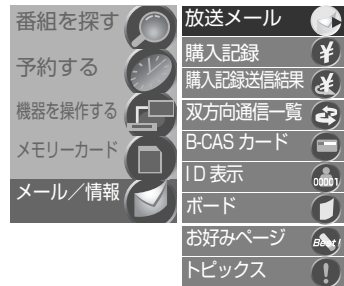 番組を探す
予約する
機器を操作する
メモリーカード
メール／情報
放送メール
購入記録
¥
購入記録送信結果
¥
双方向通信一覧
B-CAS カード
ID 表示
00001
ボード
お好みページ
Best!
トピックス
!